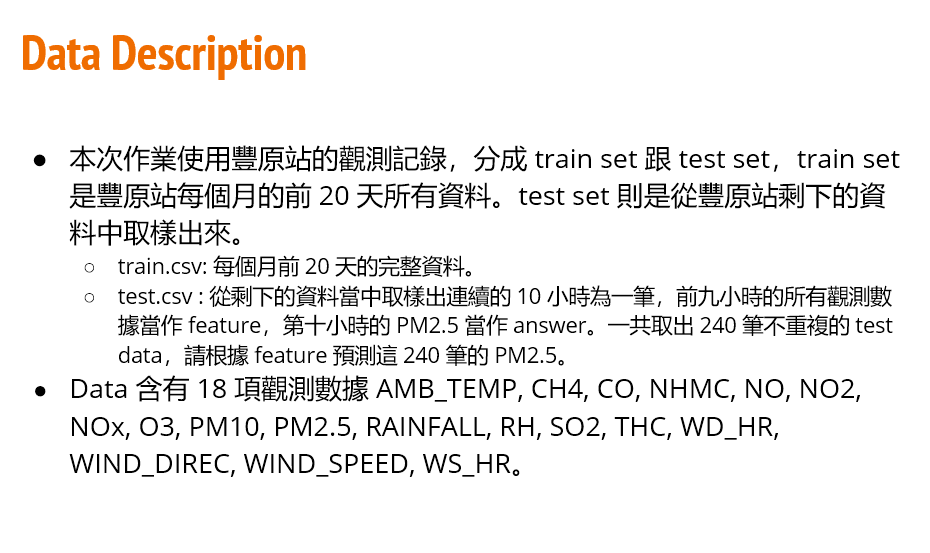 Data Description
● 本次作業使用豐原站的觀測記錄，分成 train set 跟 test set，train set
是豐原站每個月的前 20 天所有資料。test set 則是從豐原站剩下的資
料中取樣出來。
○ train.csv: 每個月前 20 天的完整資料。
○ test.csv : 從剩下的資料當中取樣出連續的 10 小時為一筆，前九小時的所有觀測數
據當作 feature，第十小時的 PM2.5 當作 answer。一共取出 240 筆不重複的 test
data，請根據 feature 預測這 240 筆的 PM2.5。
● Data 含有 18 項觀測數據 AMB_TEMP, CH4, CO, NHMC, NO, NO2,
NOx, O3, PM10, PM2.5, RAINFALL, RH, SO2, THC, WD_HR,
WIND_DIREC, WIND_SPEED, WS_HR。